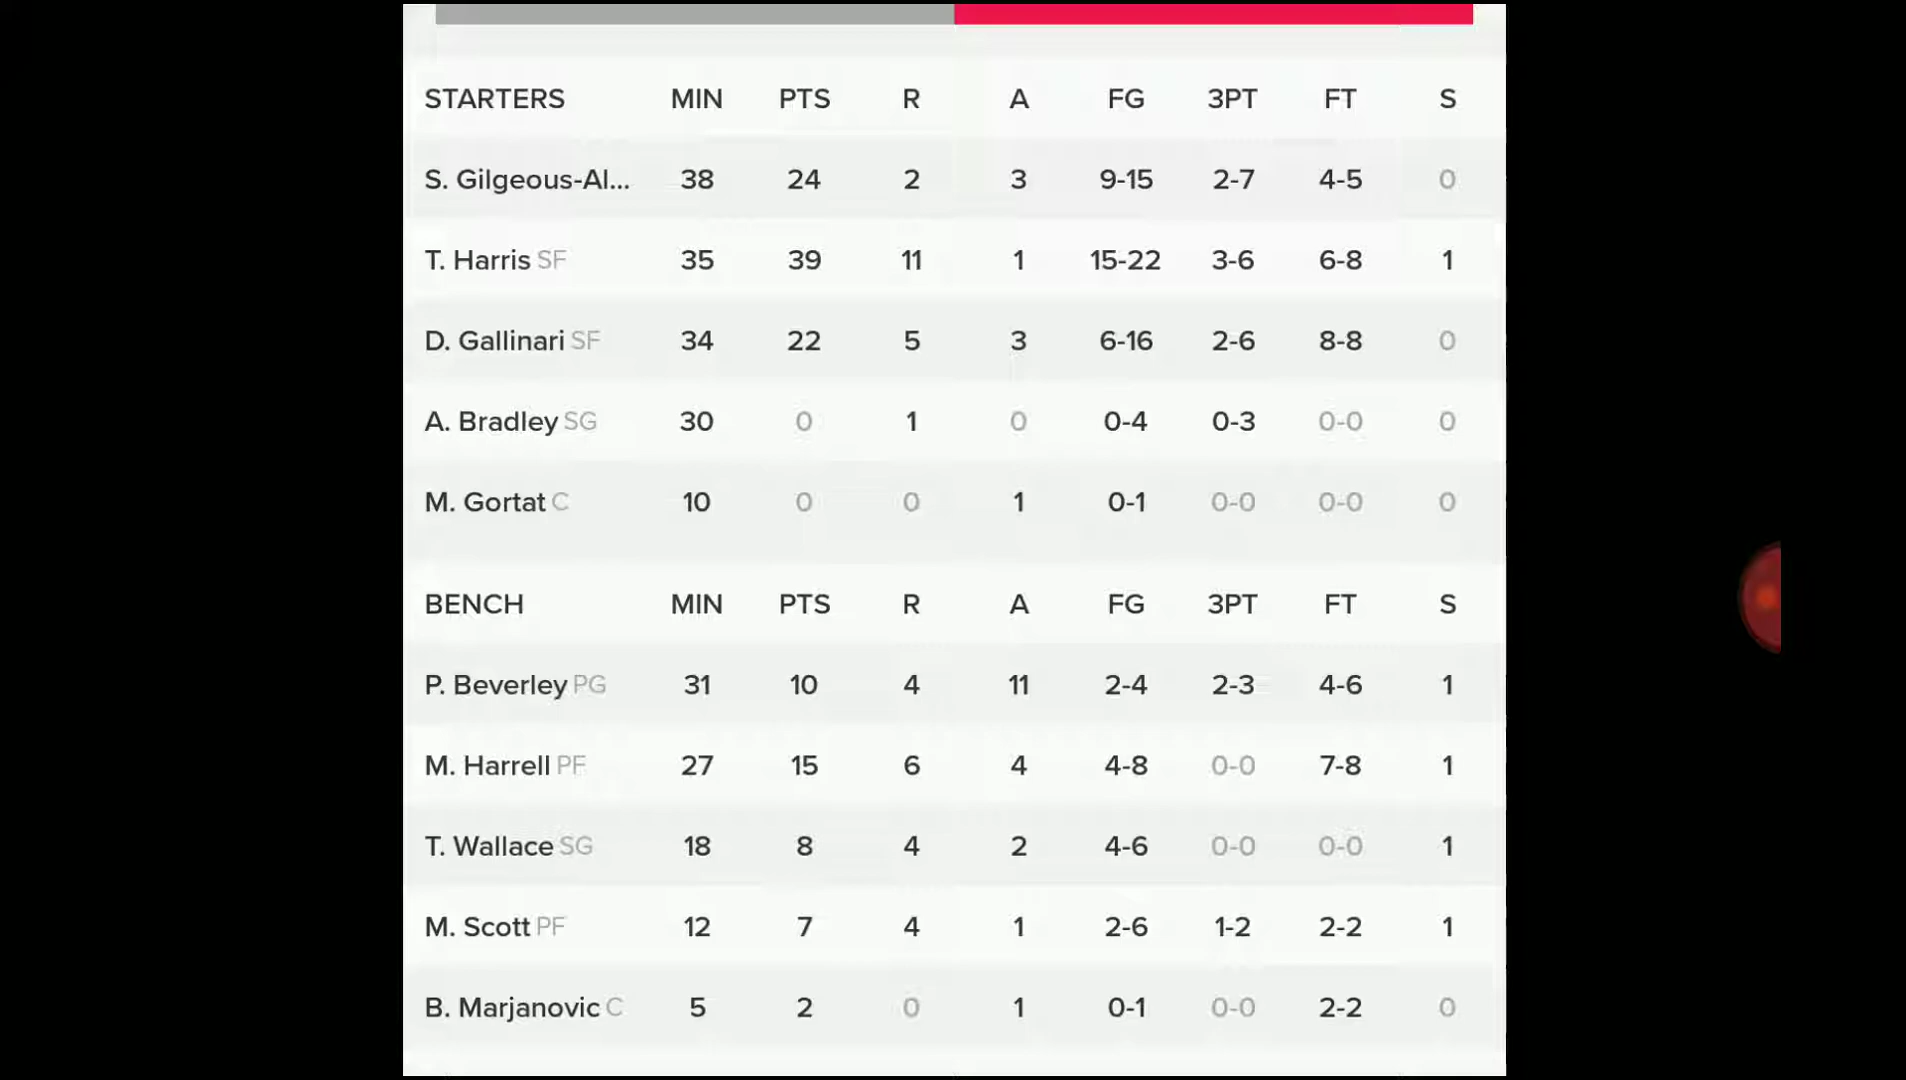 STARTERS MIN PTS R A FG 3PT FT S
S. Gilgeous-Al... 38 24 2 3 9-15 2-7 4-5 0
T. Harris SF 35 39 11 1 15-22 3-6 6-8 1
D. Gallinari SF 34 22 5 3 6-16 2-6 8-8 0
A. Bradley SG 30 0 1 0 0-4 0-3 0-0 0
M. Gortat C 10 0 0 1 0-1 0-0 0-0 0
BENCH MIN PTS R A FG 3PT FT S
P. Beverley PG 31 10 4 11 2-4 2-3 4-6 1
M. Harrell PF 27 15 6 4 4-8 0-0 7-8 1
T. Wallace SG 18 8 4 2 4-6 0-0 0-0 1
M. Scott PF 12 7 4 1 2-6 1-2 2-2 1
B. Marjanovic C 5 2 0 1 0-1 0-0 2-2 0